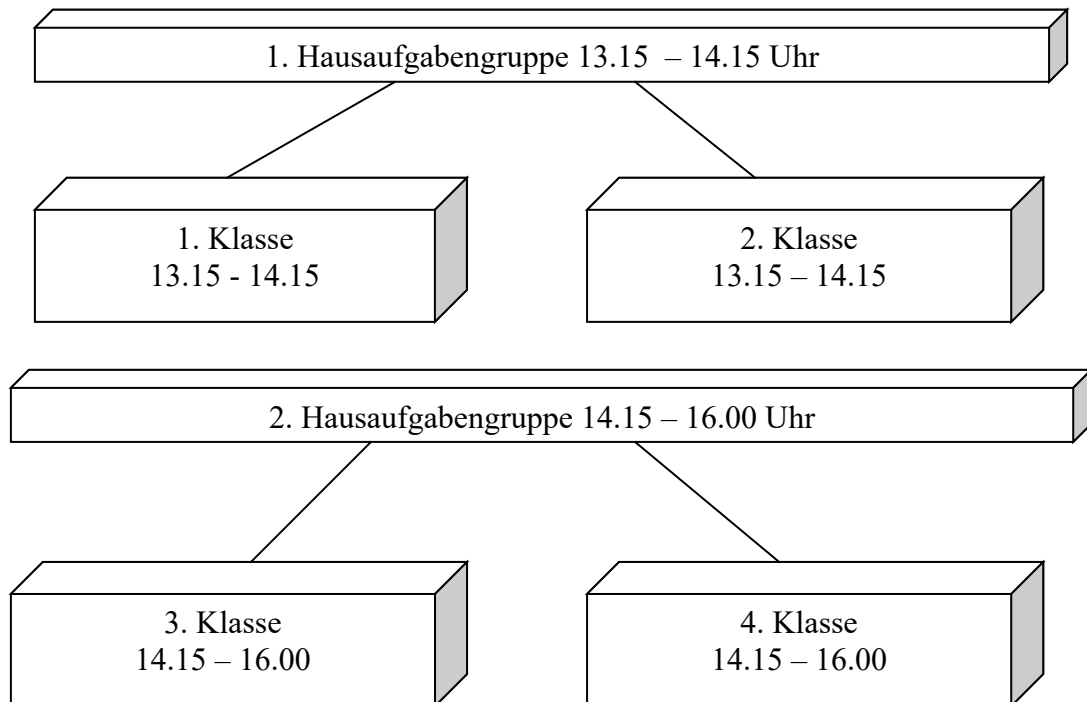 1. Hausaufgabengruppe 13.15 – 14.15 Uhr
1. Klasse
13.15 - 14.15
2. Klasse
13.15 – 14.15
2. Hausaufgabengruppe 14.15 – 16.00 Uhr
3. Klasse
14.15 – 16.00
4. Klasse
14.15 – 16.00